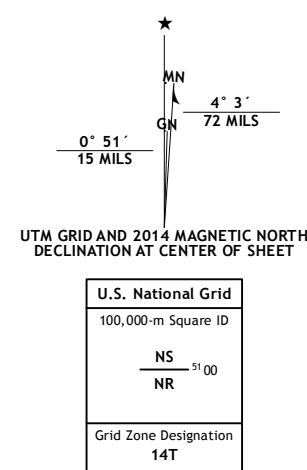 ★
MN
GN
4° 3´
72 MILS
0° 51´
15 MILS
UTM GRID AND 2014 MAGNETIC NORTH
DECLINATION AT CENTER OF SHEET
U.S. National Grid
100,000-m Square ID
NS
51 00
NR
Grid Zone Designation
14T